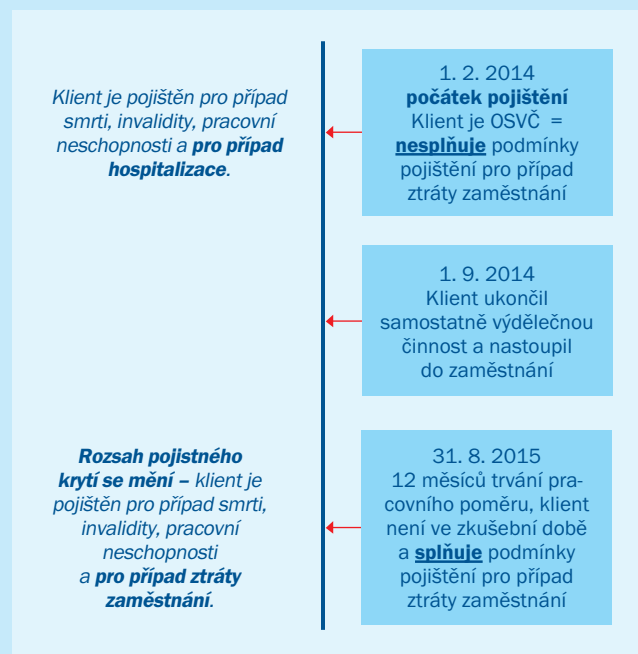 Klient je pojištěn pro případ
smrti, invalidity, pracovní
neschopnosti a pro případ
hospitalizace.
1. 2. 2014
počátek pojištění
Klient je OSVČ =
nesplňuje podmínky
pojištění pro případ
ztráty zaměstnání
1. 9. 2014
Klient ukončil
samostatně výdělečnou
činnost a nastoupil
do zaměstnání
Rozsah pojistného
krytí se mění – klient je
pojištěn pro případ smrti,
invalidity, pracovní
neschopnosti
a pro případ ztráty
zaměstnání.
31. 8. 2015
12 měsíců trvání pra-
covního poměru, klient
není ve zkušební době
a splňuje podmínky
pojištění pro případ
ztráty zaměstnání